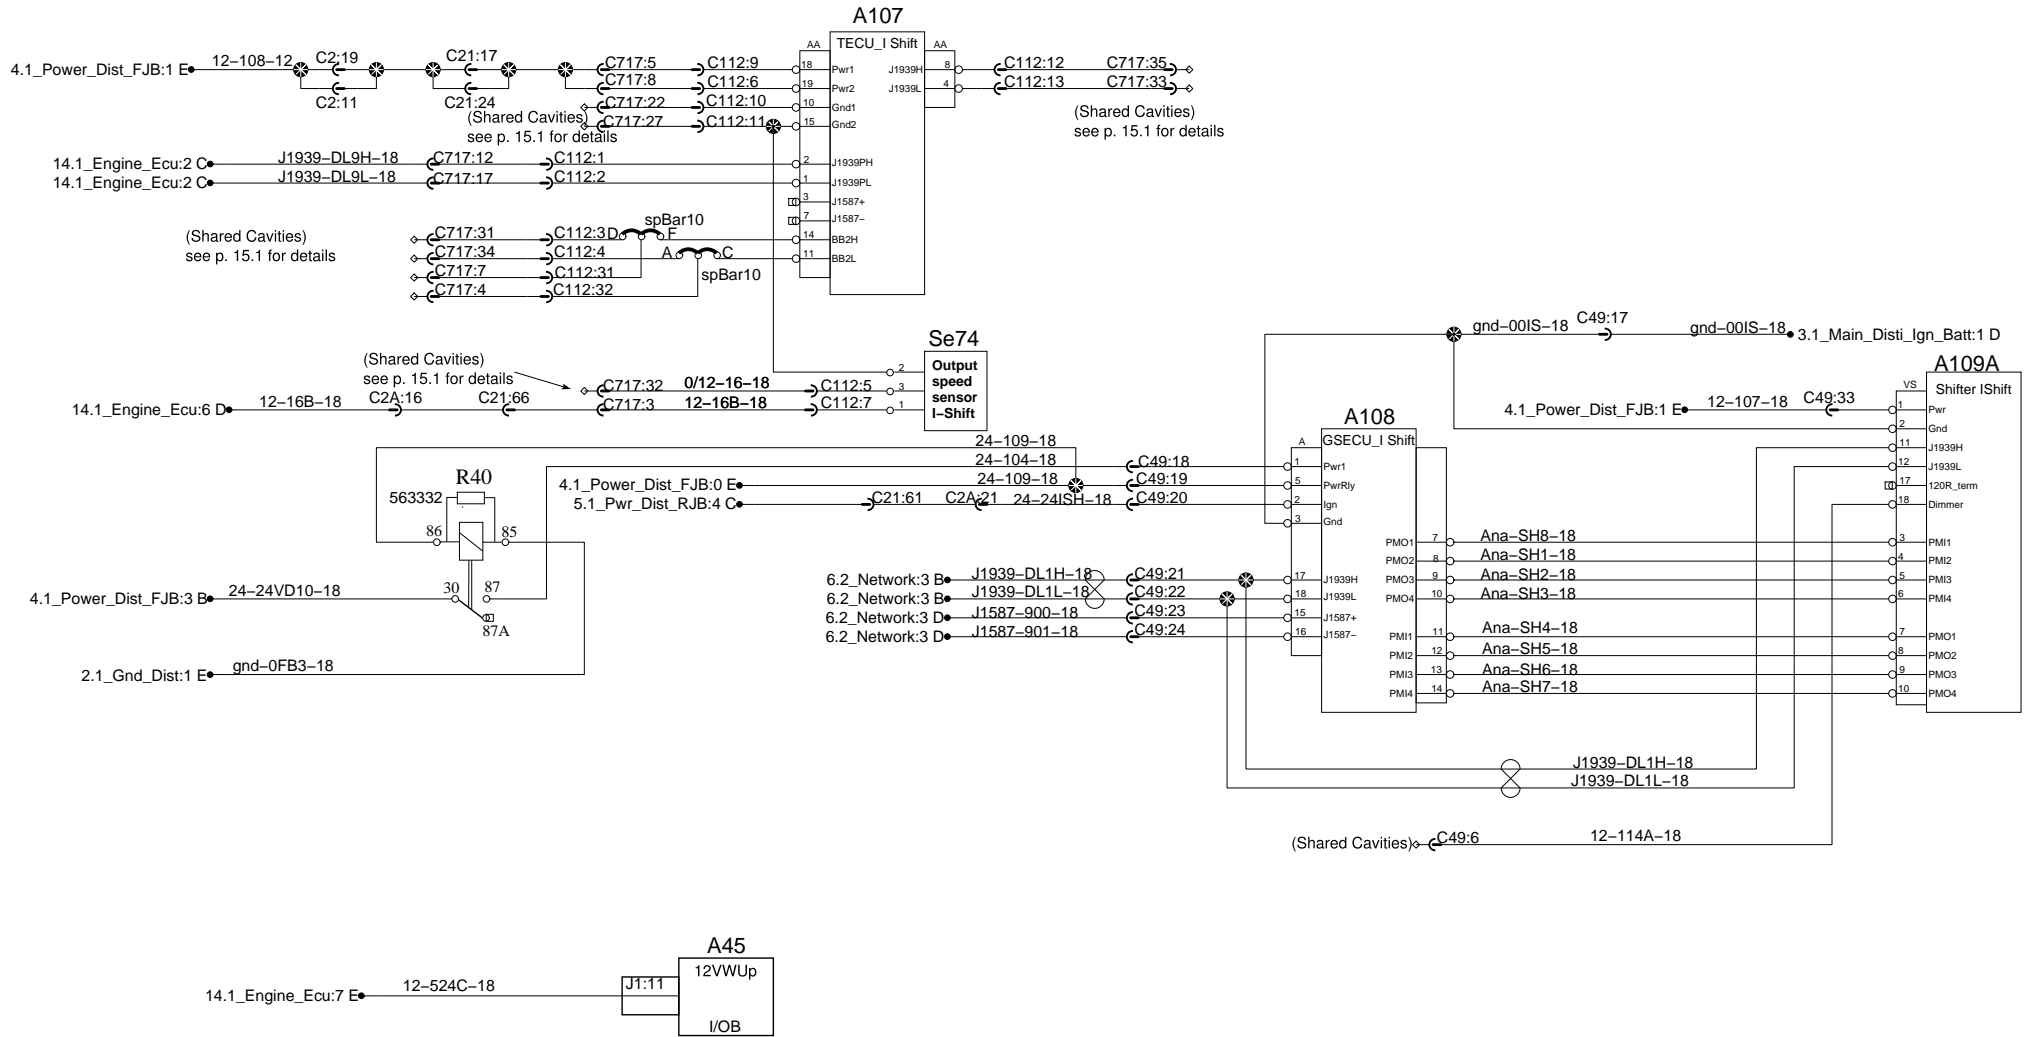 A107
TECU_I Shift
AA
AA
4.1_Power_Dist_FJB:1 E
12-108-12
C2:19
C2:11
C21:17
C21:24
C717:5
C112:9
18
Pwr1
C717:8
C112:6
19
Pwr2
C717:22
C112:10
10
Gnd1
C717:27
C112:11
15
Gnd2
(Shared Cavities)
see p. 15.1 for details
J1939H
8
C112:12
C717:35
J1939L
4
C112:13
C717:33
(Shared Cavities)
see p. 15.1 for details
14.1_Engine_Ecu:2 C
J1939-DL9H-18
C717:12
C112:1
2
J1939PH
14.1_Engine_Ecu:2 C
J1939-DL9L-18
C717:17
C112:2
1
J1939PL
3
J1587+
7
J1587-
(Shared Cavities)
see p. 15.1 for details
spBar10
C717:31
C112:3
D
F
14
BB2H
C717:34
C112:4
A
C
11
BB2L
C717:7
C112:31
spBar10
C717:4
C112:32
Se74
Output
speed
sensor
I-Shift
2
3
1
(Shared Cavities)
see p. 15.1 for details
C717:32
0/12-16-18
C112:5
14.1_Engine_Ecu:6 D
12-16B-18
C2A:16
C21:66
C717:3
12-16B-18
C112:7
gnd-00IS-18
C49:17
gnd-00IS-18
3.1_Main_Disti_Ign_Batt:1 D
A109A
VS
Shifter IShift
4.1_Power_Dist_FJB:1 E
12-107-18
C49:33
1
Pwr
2
Gnd
11
J1939H
12
J1939L
17
120R_term
18
Dimmer
3
PMI1
4
PMI2
5
PMI3
6
PMI4
7
PMO1
8
PMO2
9
PMO3
10
PMO4
A108
A
GSECU_I Shift
24-109-18
24-104-18
C49:18
1
Pwr1
4.1_Power_Dist_FJB:0 E
24-109-18
C49:19
5
PwrRly
5.1_Pwr_Dist_RJB:4 C
C21:61
C2A:21
24-24ISH-18
C49:20
2
Ign
3
Gnd
R40
563332
86
85
30
87
87A
4.1_Power_Dist_FJB:3 B
24-24VD10-18
2.1_Gnd_Dist:1 E
gnd-0FB3-18
6.2_Network:3 B
J1939-DL1H-18
C49:21
17
J1939H
6.2_Network:3 B
J1939-DL1L-18
C49:22
18
J1939L
6.2_Network:3 D
J1587-900-18
C49:23
15
J1587+
6.2_Network:3 D
J1587-901-18
C49:24
16
J1587-
PMO1
7
Ana-SH8-18
PMO2
8
Ana-SH1-18
PMO3
9
Ana-SH2-18
PMO4
10
Ana-SH3-18
PMI1
11
Ana-SH4-18
PMI2
12
Ana-SH5-18
PMI3
13
Ana-SH6-18
PMI4
14
Ana-SH7-18
J1939-DL1H-18
J1939-DL1L-18
(Shared Cavities)
C49:6
12-114A-18
A45
12VWUp
14.1_Engine_Ecu:7 E
12-524C-18
J1:11
I/OB